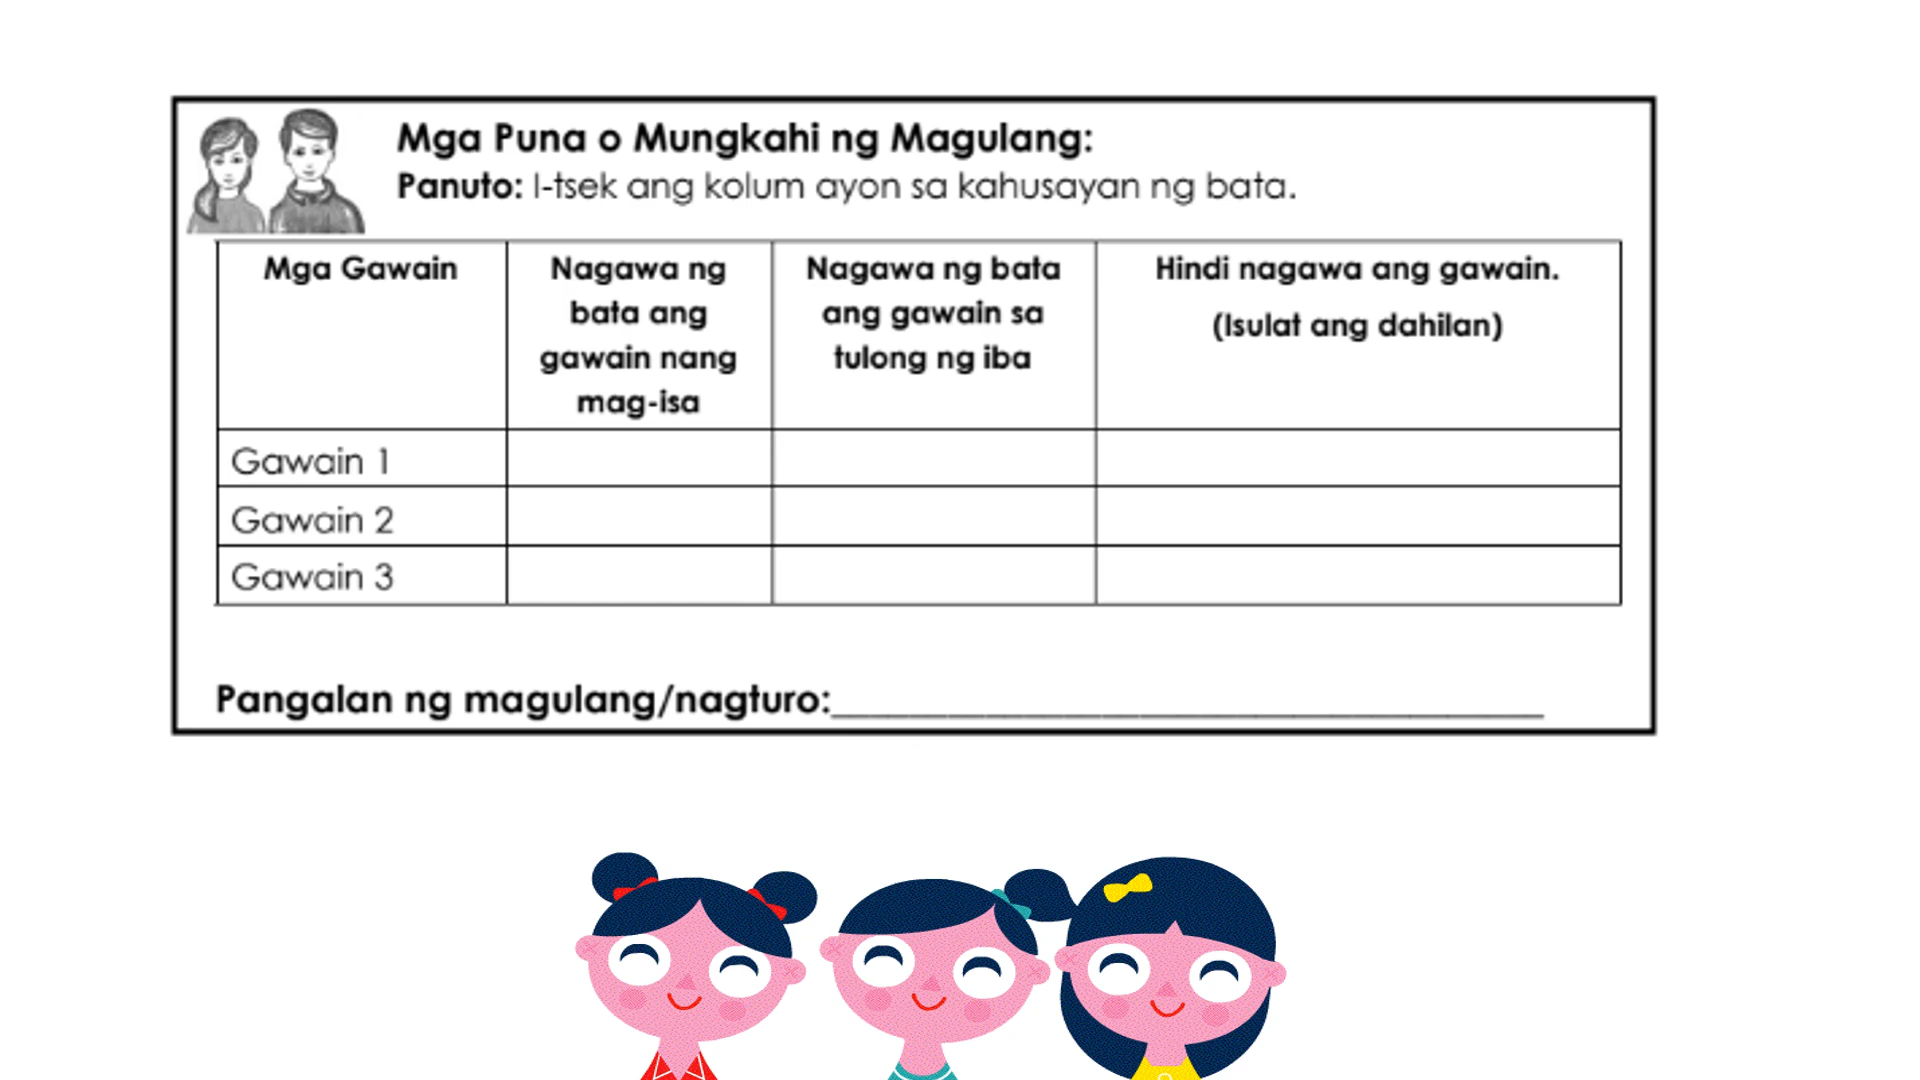 Mga Puna o Mungkahi ng Magulang:
Panuto: I-tsek ang kolum ayon sa kahusayan ng bata.
Mga Gawain
Nagawa ng
bata ang
gawain nang
mag-isa
Nagawa ng bata
ang gawain sa
tulong ng iba
Hindi nagawa ang gawain.
(Isulat ang dahilan)
Gawain 1
Gawain 2
Gawain 3
Pangalan ng magulang/nagturo: